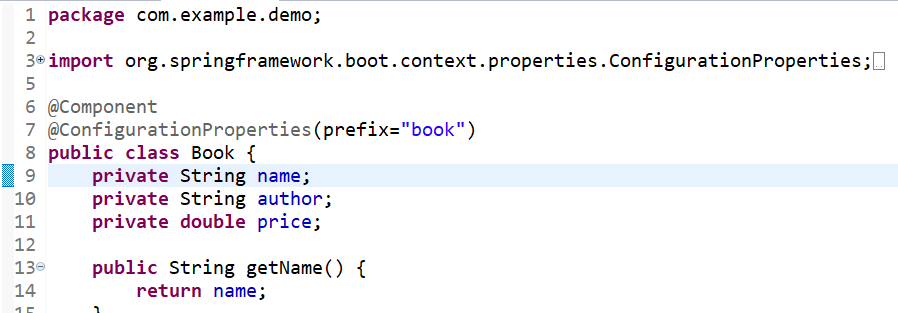 1 package com.example.demo;
2
3 import org.springframework.boot.context.properties.ConfigurationProperties;
5
6 @Component
7 @ConfigurationProperties(prefix="book")
8 public class Book {
9 private String name;
10 private String author;
11 private double price;
12
13 public String getName() {
14 return name;
15 }